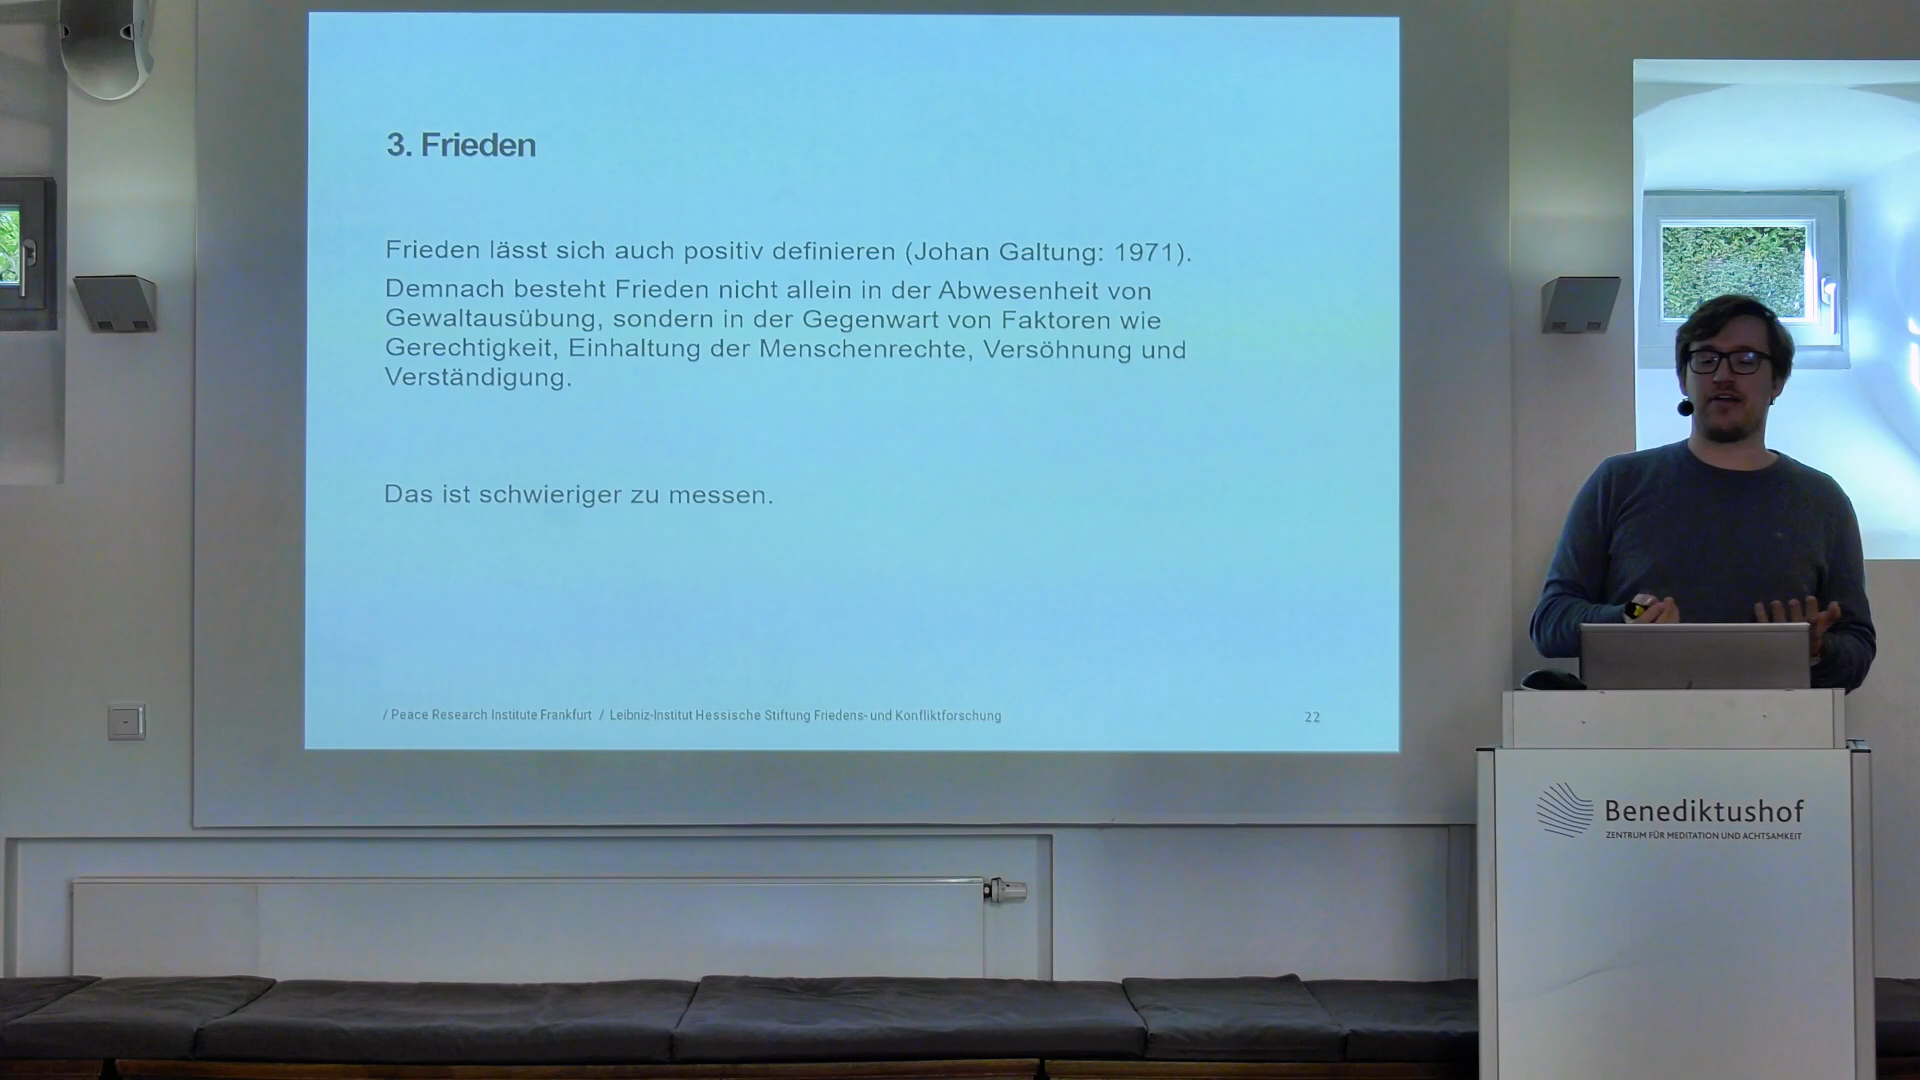 3. Frieden
Frieden lässt sich auch positiv definieren (Johan Galtung: 1971).
Demnach besteht Frieden nicht allein in der Abwesenheit von
Gewaltausübung, sondern in der Gegenwart von Faktoren wie
Gerechtigkeit, Einhaltung der Menschenrechte, Versöhnung und
Verständigung.
Das ist schwieriger zu messen.
/ Peace Research Institute Frankfurt / Leibniz-Institut Hessische Stiftung Friedens- und Konfliktforschung
22
Benediktushof
ZENTRUM FÜR MEDITATION UND ACHTSAMKEIT